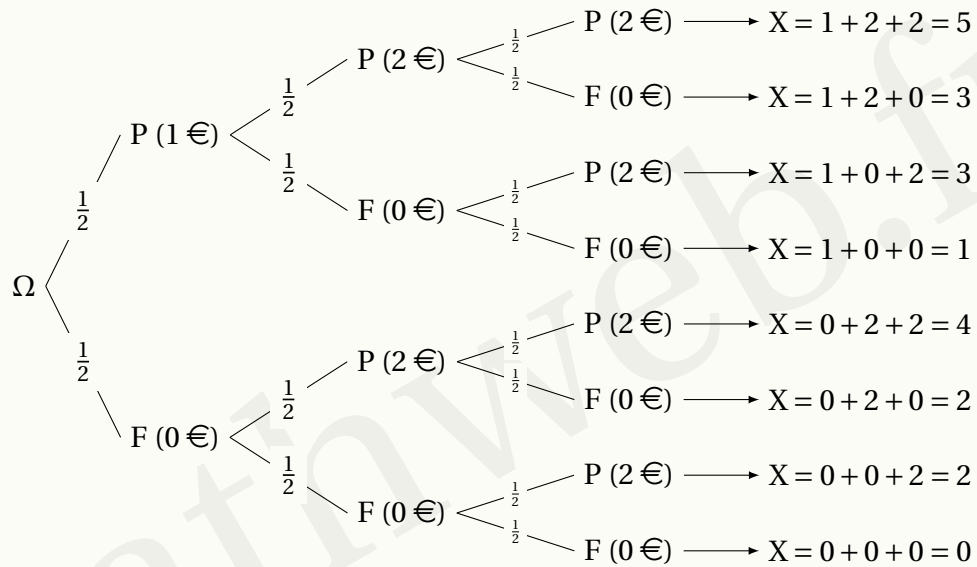 P (2 €) X = 1 + 2 + 2 = 5
1/2
P (2 €)
1/2
1/2
F (0 €) X = 1 + 2 + 0 = 3
P (1 €)
1/2
1/2
P (2 €) X = 1 + 0 + 2 = 3
1/2
F (0 €)
1/2
F (0 €) X = 1 + 0 + 0 = 1
Ω
1/2
P (2 €) X = 0 + 2 + 2 = 4
1/2
P (2 €)
1/2
1/2
F (0 €) X = 0 + 2 + 0 = 2
F (0 €)
1/2
P (2 €) X = 0 + 0 + 2 = 2
1/2
F (0 €)
1/2
F (0 €) X = 0 + 0 + 0 = 0
athweb.f